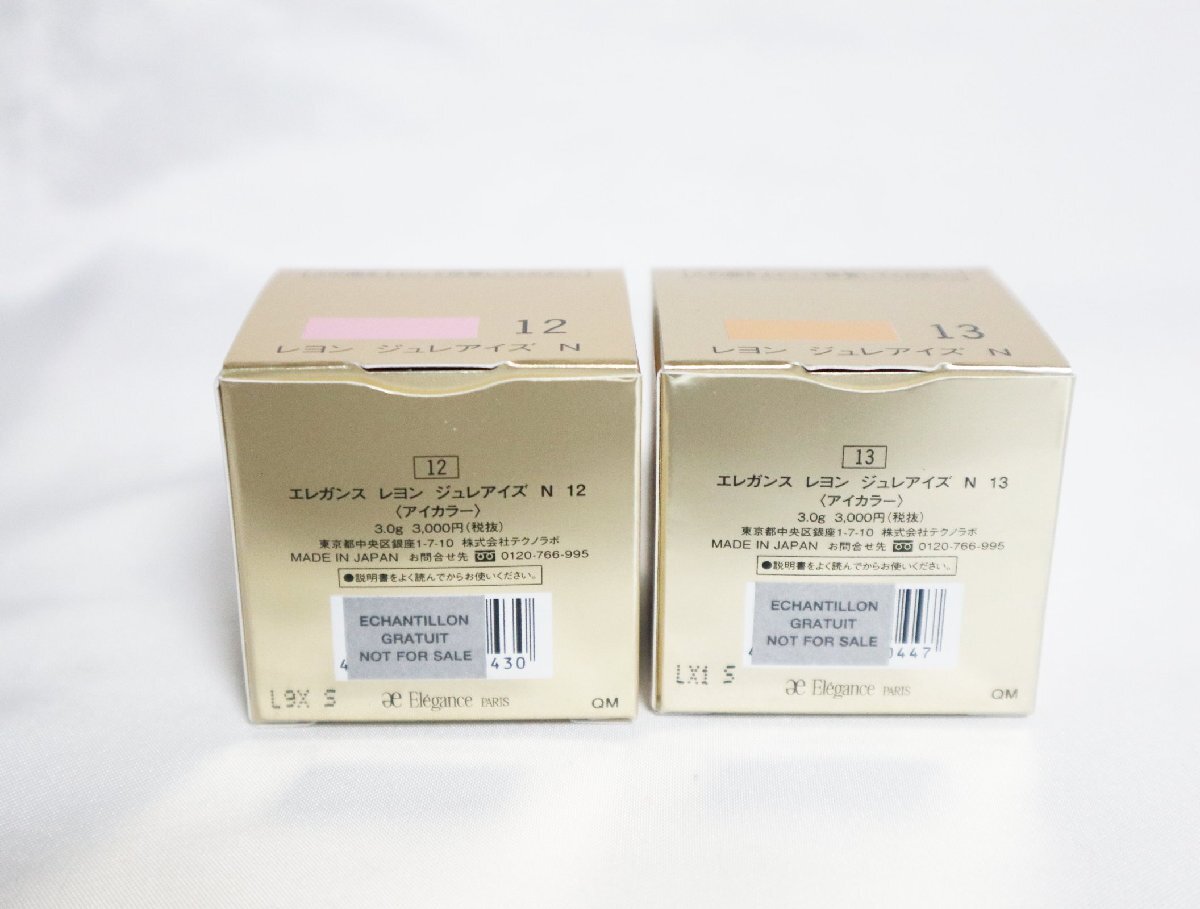 12
レヨン ジュレアイズ N
12
エレガンス レヨン ジュレアイズ N 12
〈アイカラー〉
3.0g 3,000円(税抜)
東京都中央区銀座1-7-10 株式会社テクノラボ
MADE IN JAPAN お問合せ先 0120-766-995
●説明書をよく読んでからお使いください。
ECHANTILLON
GRATUIT
NOT FOR SALE
4 430
L9X S
æ Elégance PARIS
QM
13
レヨン ジュレアイズ N
13
エレガンス レヨン ジュレアイズ N 13
〈アイカラー〉
3.0g 3,000円(税抜)
東京都中央区銀座1-7-10 株式会社テクノラボ
MADE IN JAPAN お問合せ先 0120-766-995
●説明書をよく読んでからお使いください。
ECHANTILLON
GRATUIT
NOT FOR SALE
4 0447
LX1 S
æ Elégance PARIS
QM